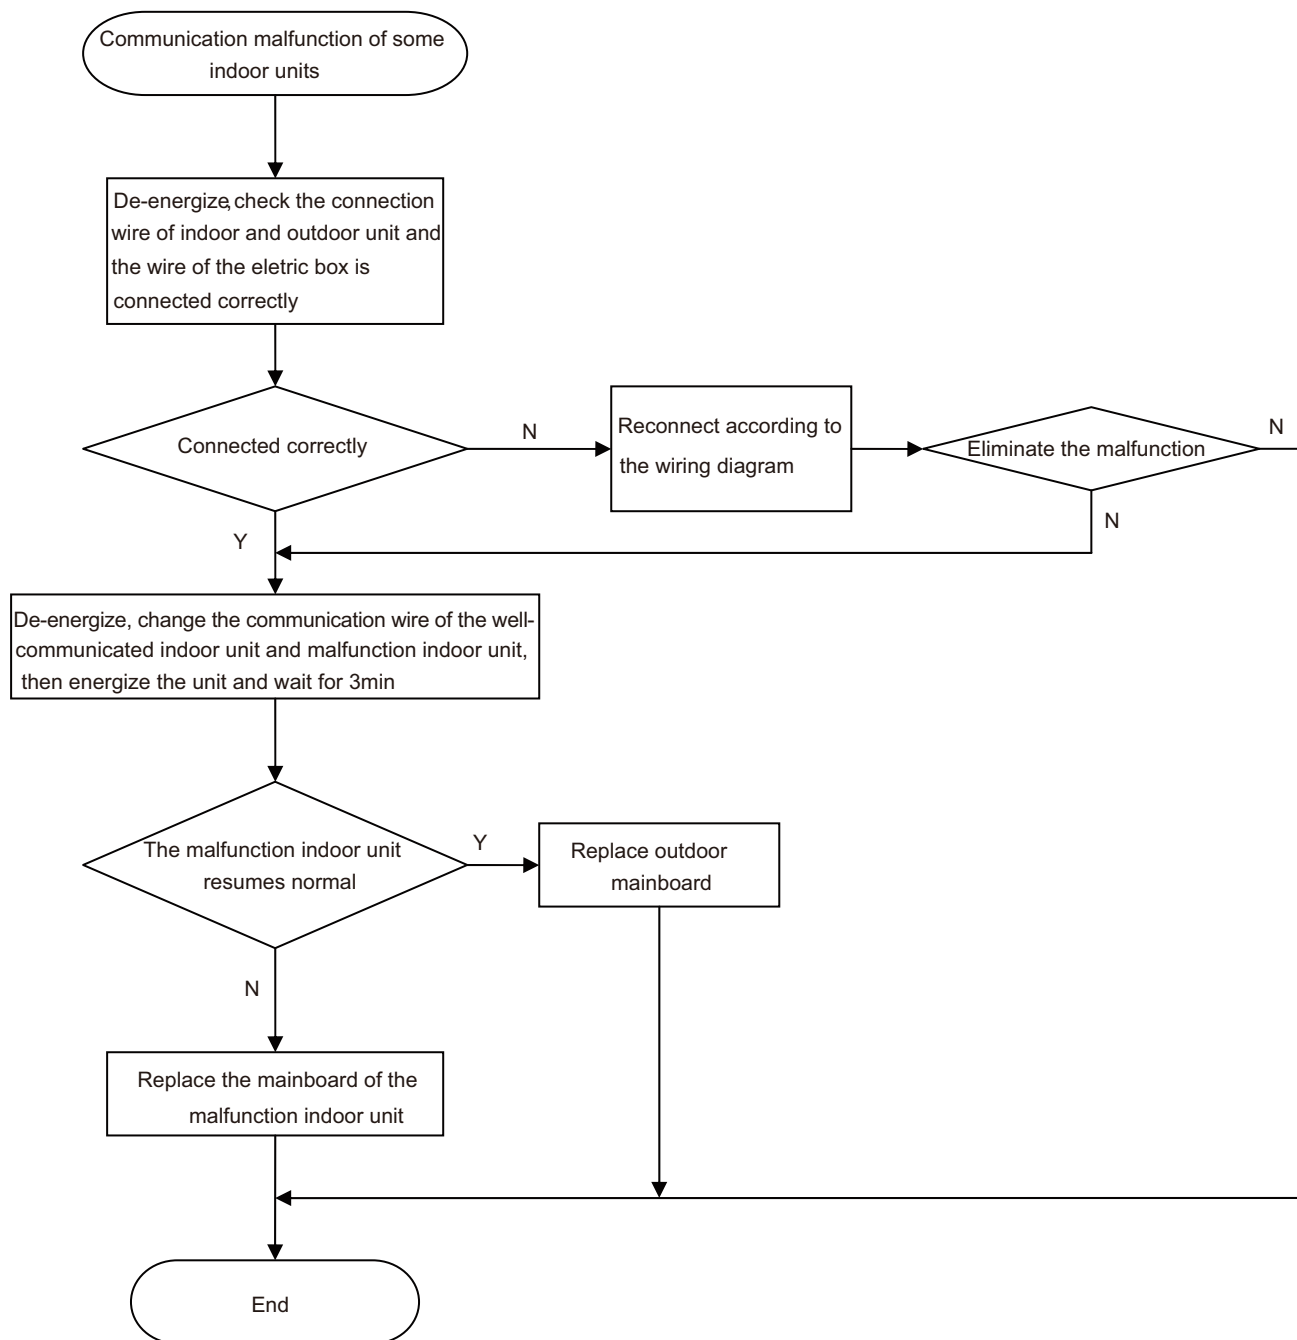 Communication malfunction of some
indoor units
De-energize, check the connection
wire of indoor and outdoor unit and
the wire of the eletric box is
connected correctly
Connected correctly
N
Reconnect according to
the wiring diagram
Eliminate the malfunction
N
N
Y
De-energize, change the communication wire of the well-
communicated indoor unit and malfunction indoor unit,
then energize the unit and wait for 3min
The malfunction indoor unit
resumes normal
Y
Replace outdoor
mainboard
N
Replace the mainboard of the
malfunction indoor unit
End